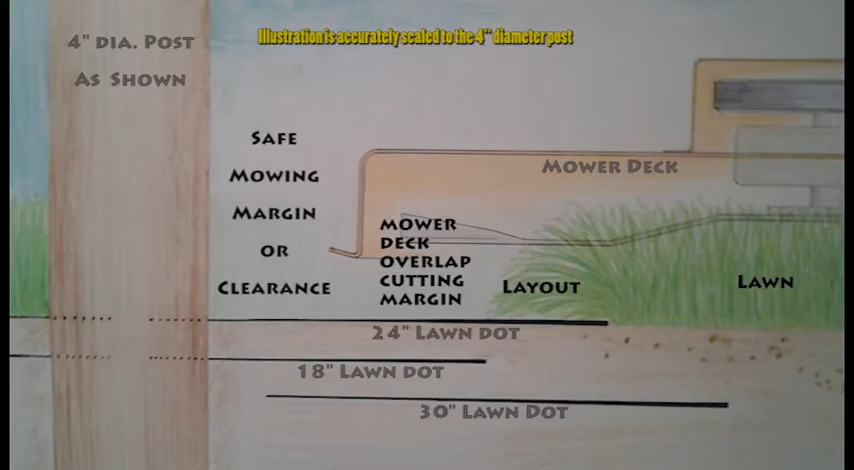 Illustration is accurately scaled to the 4" diameter post
4" DIA. POST
AS SHOWN
SAFE
MOWING
MARGIN
OR
CLEARANCE
MOWER DECK
MOWER
DECK
OVERLAP
CUTTING
MARGIN
LAYOUT
LAWN
24" LAWN DOT
18" LAWN DOT
30" LAWN DOT